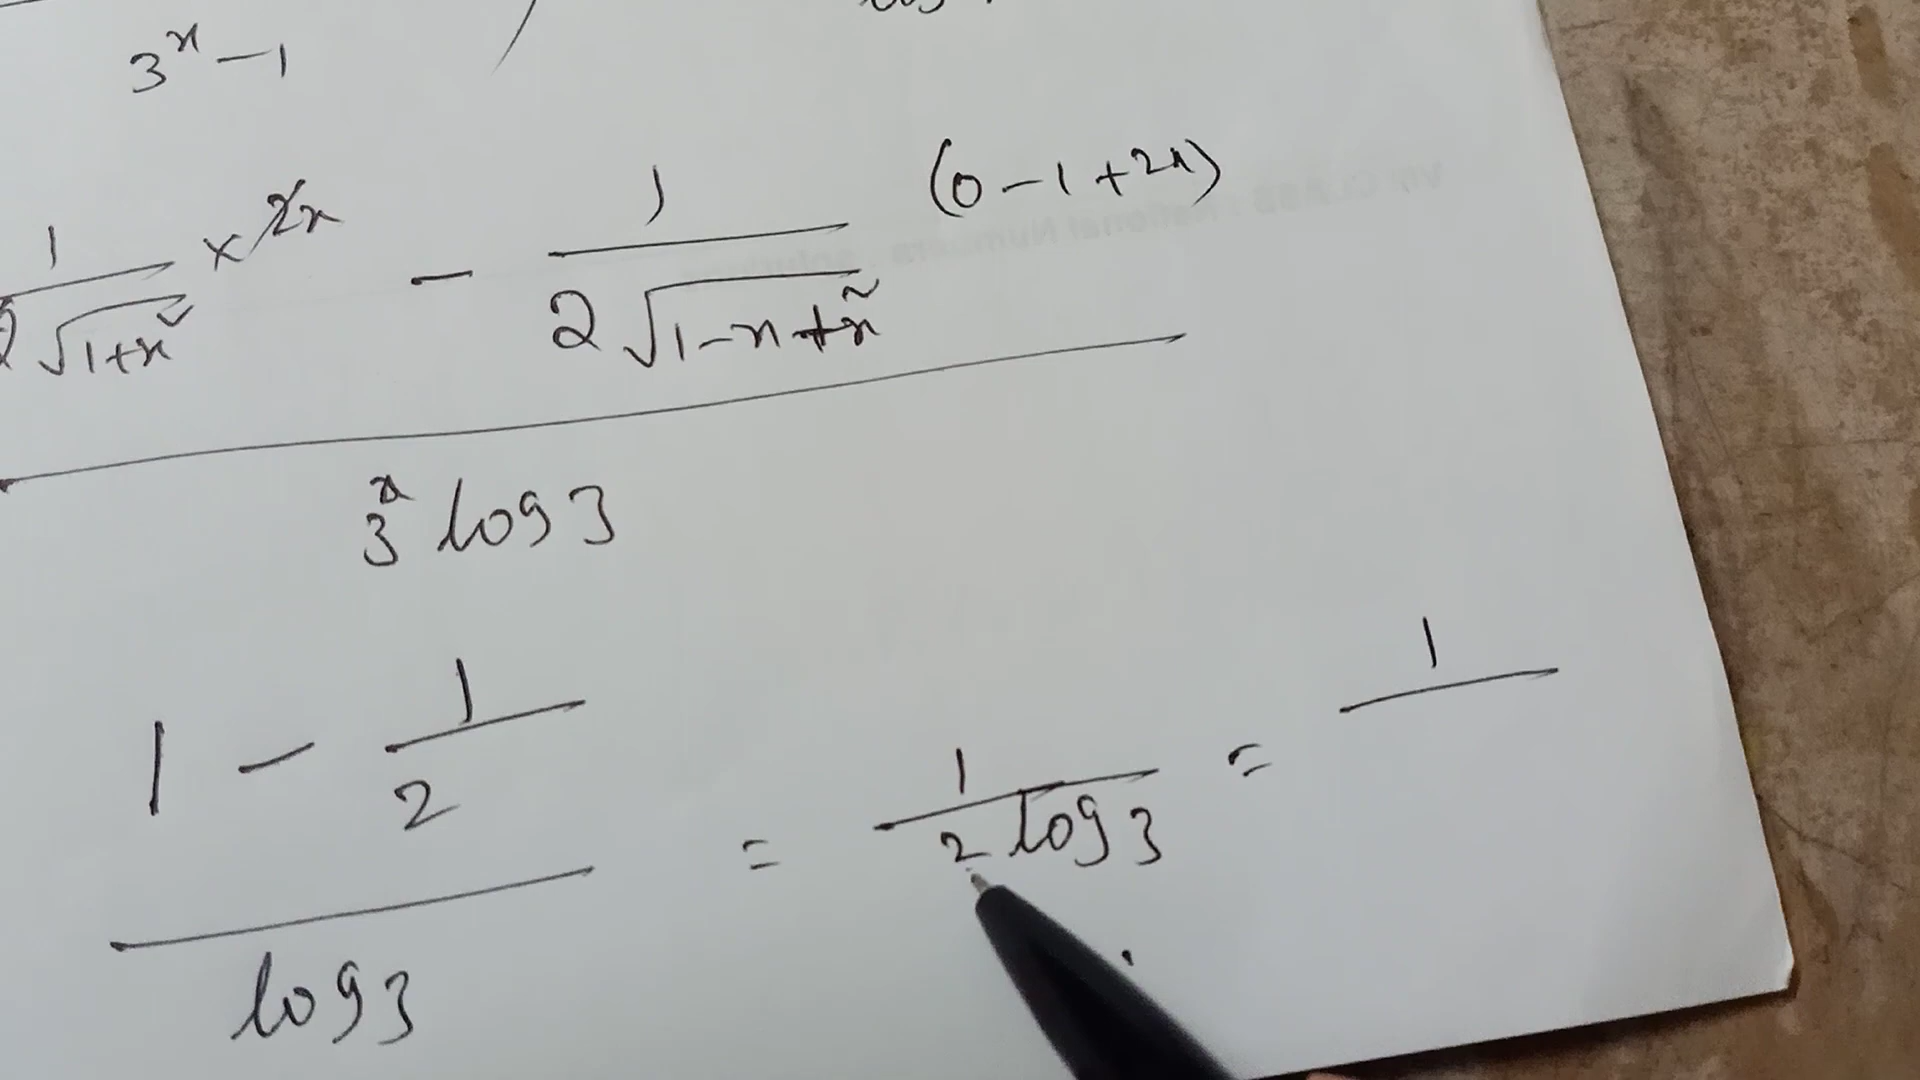 3^x - 1
1/(2√(1+x²)) × 2x - 1/(2√(1-x+x²)) (0-1+2x)
3^x log 3
1 - 1/2
log 3
= 1/(2 log 3) = 1/